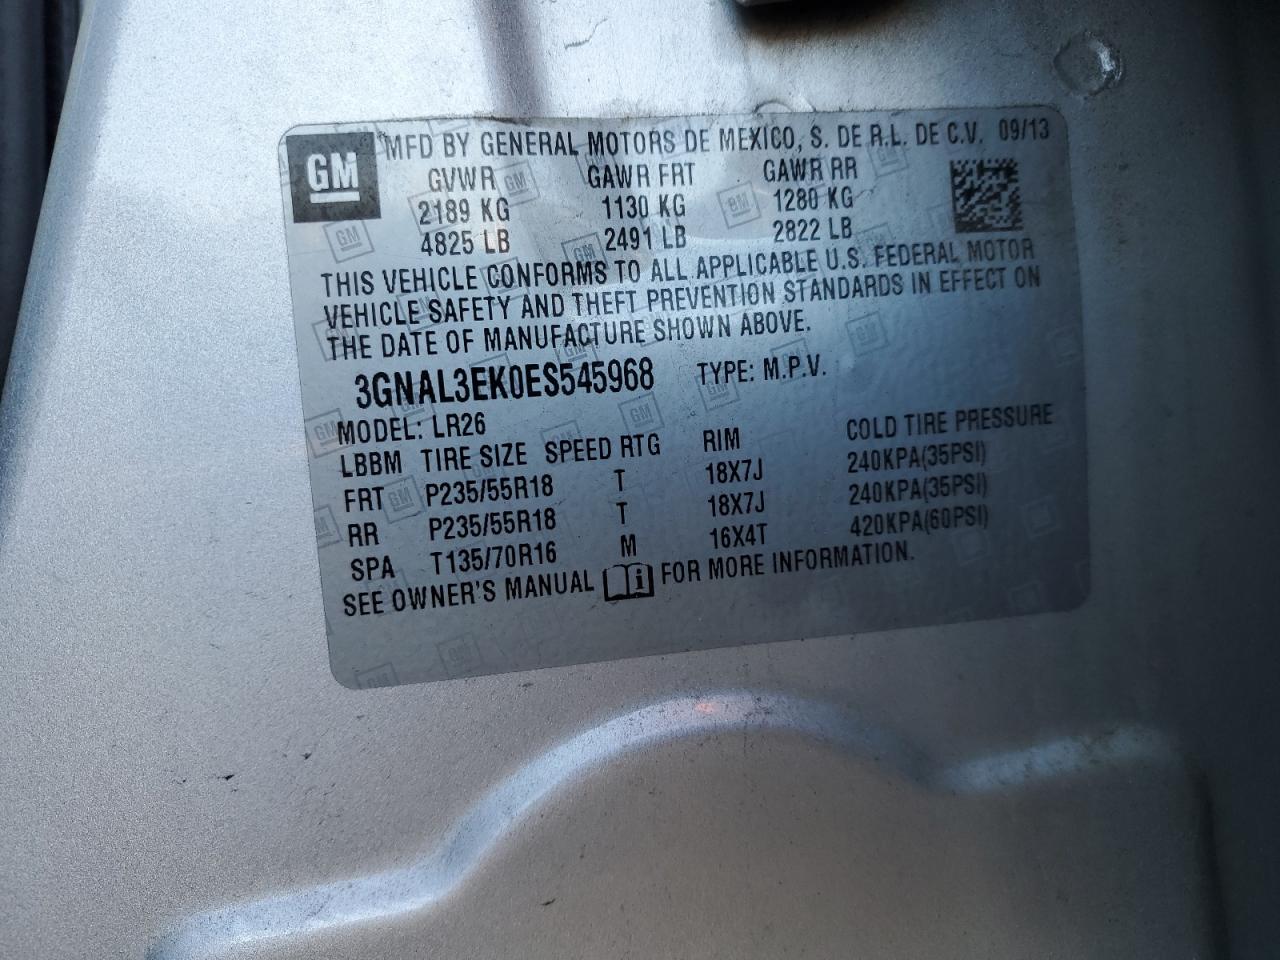 GM MFD BY GENERAL MOTORS DE MEXICO, S. DE R.L. DE C.V. 09/13
GVWR GAWR FRT GAWR RR
2189 KG 1130 KG 1280 KG
4825 LB 2491 LB 2822 LB
THIS VEHICLE CONFORMS TO ALL APPLICABLE U.S. FEDERAL MOTOR
VEHICLE SAFETY AND THEFT PREVENTION STANDARDS IN EFFECT ON
THE DATE OF MANUFACTURE SHOWN ABOVE.
3GNAL3EK0ES545968 TYPE: M.P.V.
MODEL: LR26
LBBM TIRE SIZE SPEED RTG RIM COLD TIRE PRESSURE
FRT P235/55R18 T 18X7J 240KPA(35PSI)
RR P235/55R18 T 18X7J 240KPA(35PSI)
SPA T135/70R16 M 16X4T 420KPA(60PSI)
SEE OWNER'S MANUAL FOR MORE INFORMATION.